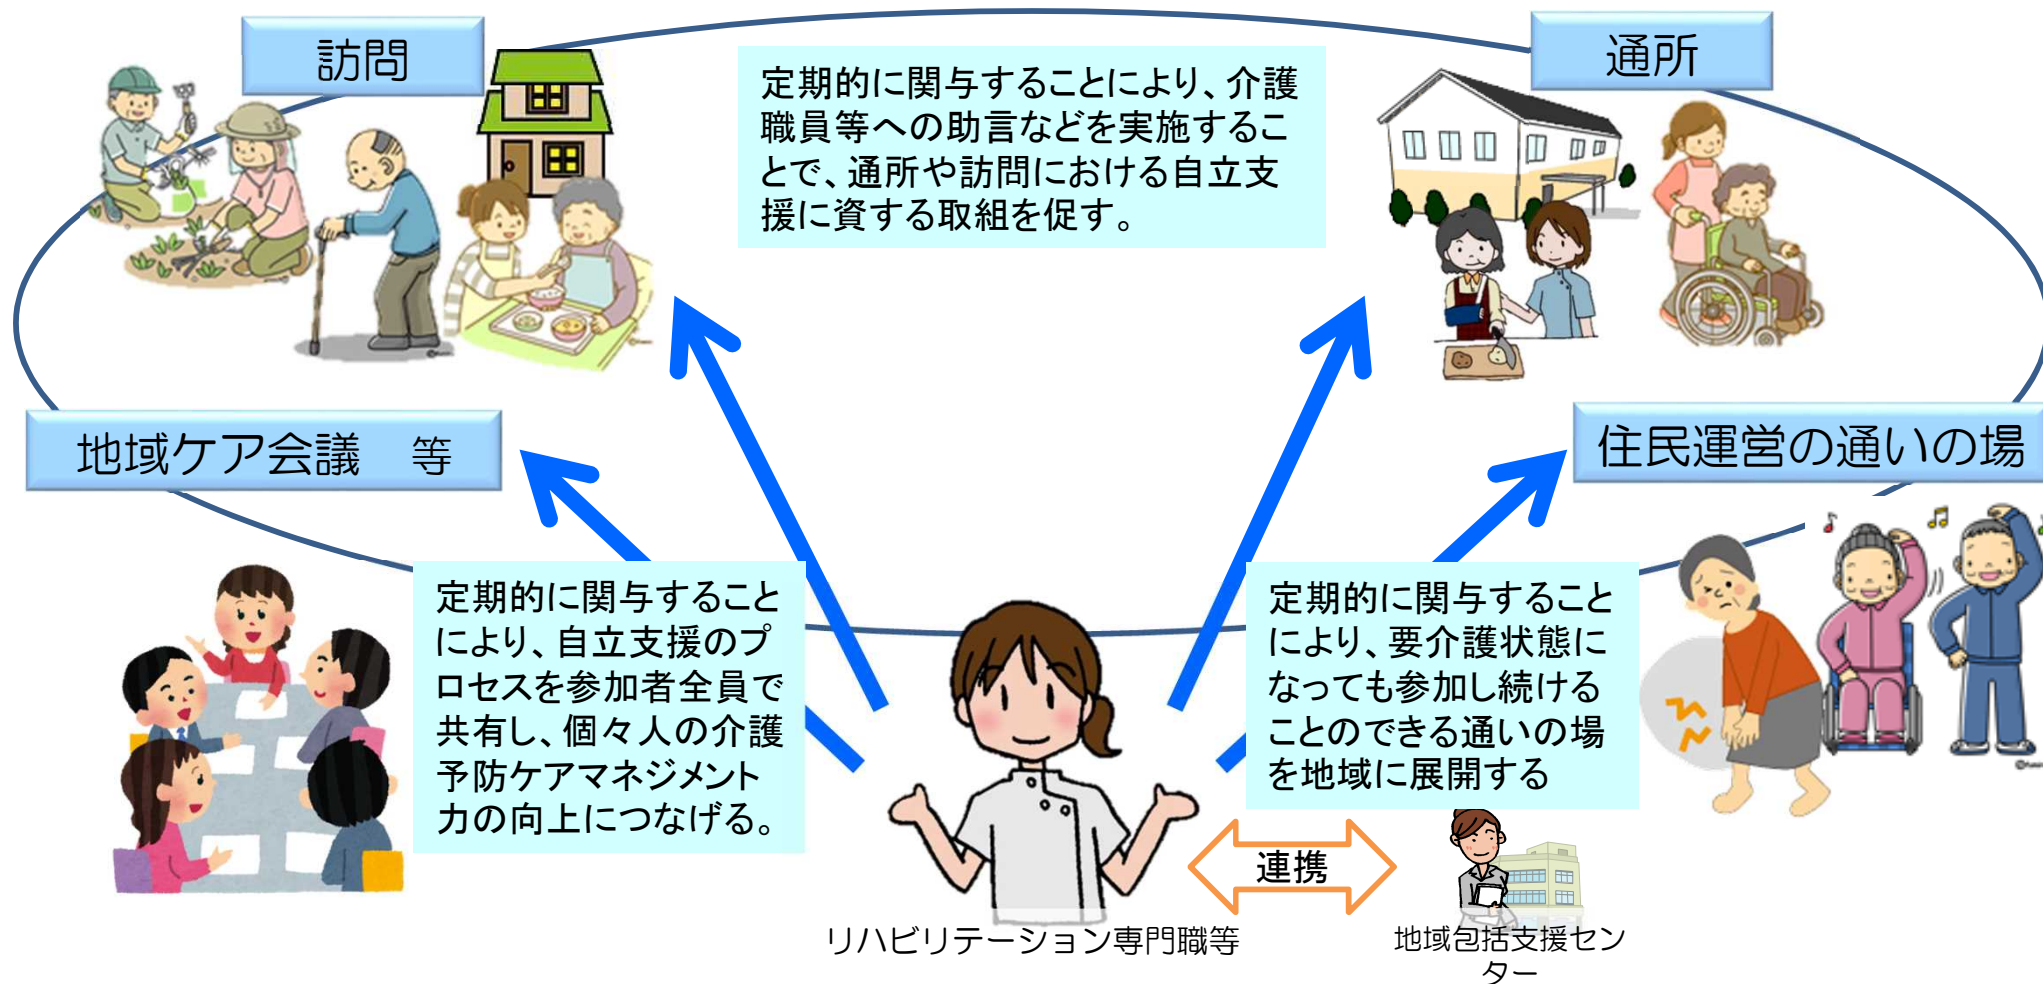 訪問
通所
定期的に関与することにより、介護
職員等への助言などを実施するこ
とで、通所や訪問における自立支
援に資する取組を促す。
地域ケア会議　等
住民運営の通いの場
定期的に関与すること
により、自立支援のプ
ロセスを参加者全員で
共有し、個々人の介護
予防ケアマネジメント
力の向上につなげる。
定期的に関与すること
により、要介護状態に
なっても参加し続ける
ことのできる通いの場
を地域に展開する
連携
リハビリテーション専門職等
地域包括支援セン
ター